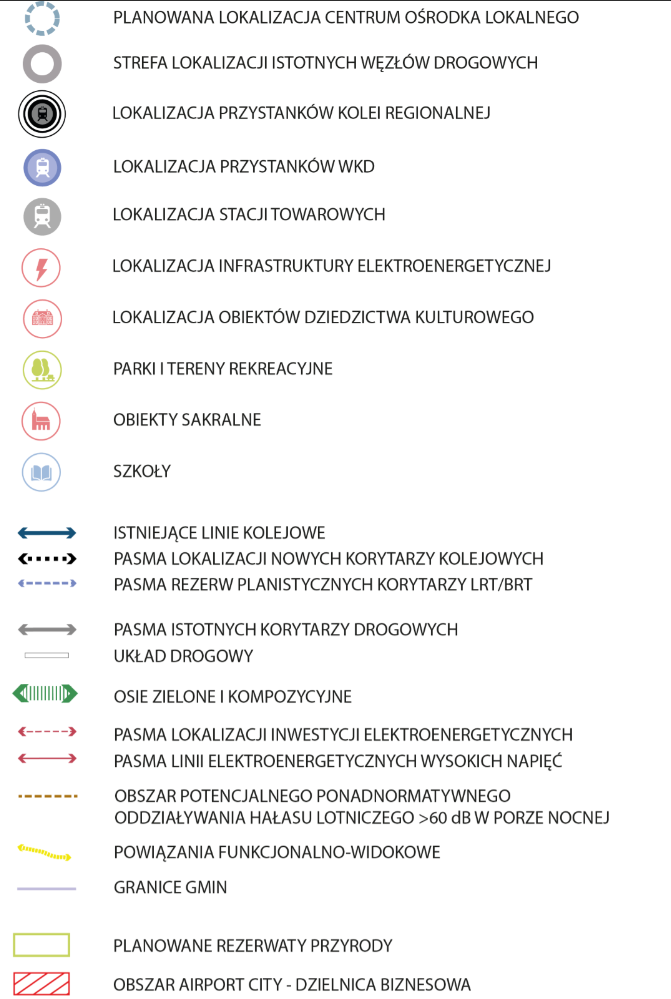 PLANOWANA LOKALIZACJA CENTRUM OŚRODKA LOKALNEGO
STREFA LOKALIZACJI ISTOTNYCH WĘZŁÓW DROGOWYCH
LOKALIZACJA PRZYSTANKÓW KOLEI REGIONALNEJ
LOKALIZACJA PRZYSTANKÓW WKD
LOKALIZACJA STACJI TOWAROWYCH
LOKALIZACJA INFRASTRUKTURY ELEKTROENERGETYCZNEJ
LOKALIZACJA OBIEKTÓW DZIEDZICTWA KULTUROWEGO
PARKI I TERENY REKREACYJNE
OBIEKTY SAKRALNE
SZKOŁY
ISTNIEJĄCE LINIE KOLEJOWE
PASMA LOKALIZACJI NOWYCH KORYTARZY KOLEJOWYCH
PASMA REZERW PLANISTYCZNYCH KORYTARZY LRT/BRT
PASMA ISTOTNYCH KORYTARZY DROGOWYCH
UKŁAD DROGOWY
OSIE ZIELONE I KOMPOZYCYJNE
PASMA LOKALIZACJI INWESTYCJI ELEKTROENERGETYCZNYCH
PASMA LINII ELEKTROENERGETYCZNYCH WYSOKICH NAPIĘĆ
OBSZAR POTENCJALNEGO PONADNORMATYWNEGO
ODDZIAŁYWANIA HAŁASU LOTNICZEGO >60 dB W PORZE NOCNEJ
POWIĄZANIA FUNKCJONALNO-WIDOKOWE
GRANICE GMIN
PLANOWANE REZERWATY PRZYRODY
OBSZAR AIRPORT CITY - DZIELNICA BIZNESOWA